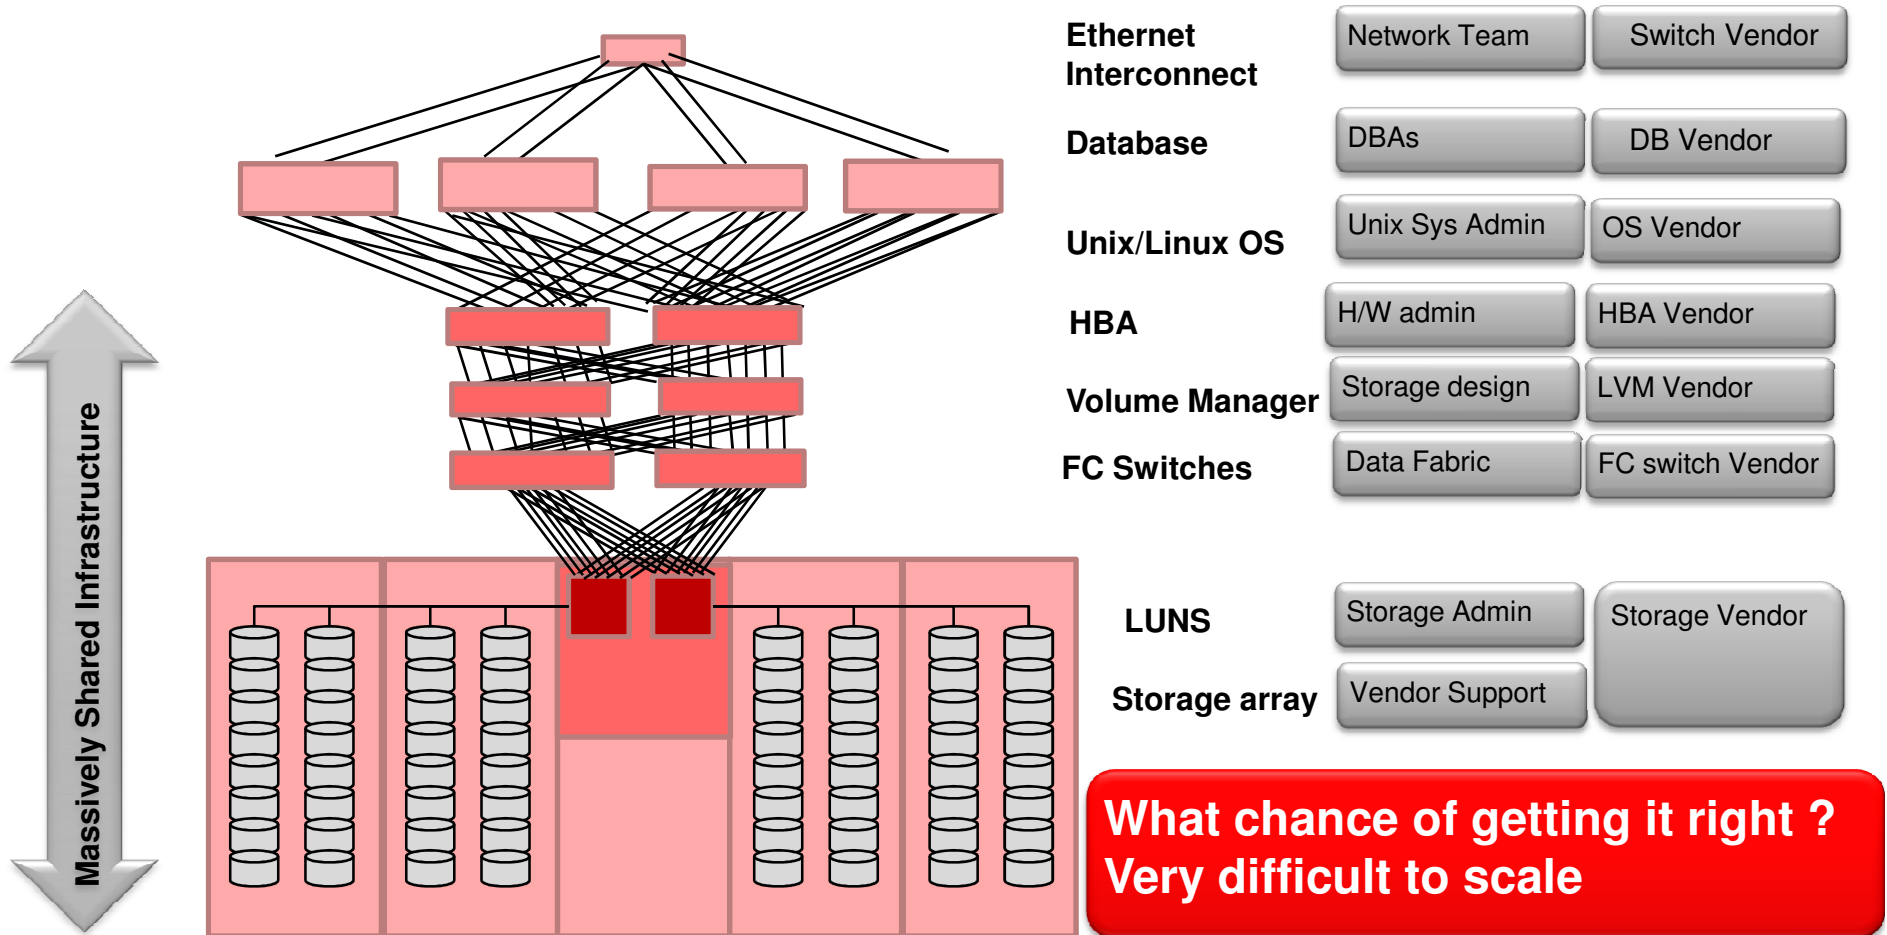 Ethernet
Interconnect
Network Team
Switch Vendor
Database
DBAs
DB Vendor
Unix/Linux OS
Unix Sys Admin
OS Vendor
HBA
H/W admin
HBA Vendor
Volume Manager
Storage design
LVM Vendor
FC Switches
Data Fabric
FC switch Vendor
Massively Shared Infrastructure
LUNS
Storage Admin
Storage Vendor
Storage array
Vendor Support
What chance of getting it right ?
Very difficult to scale